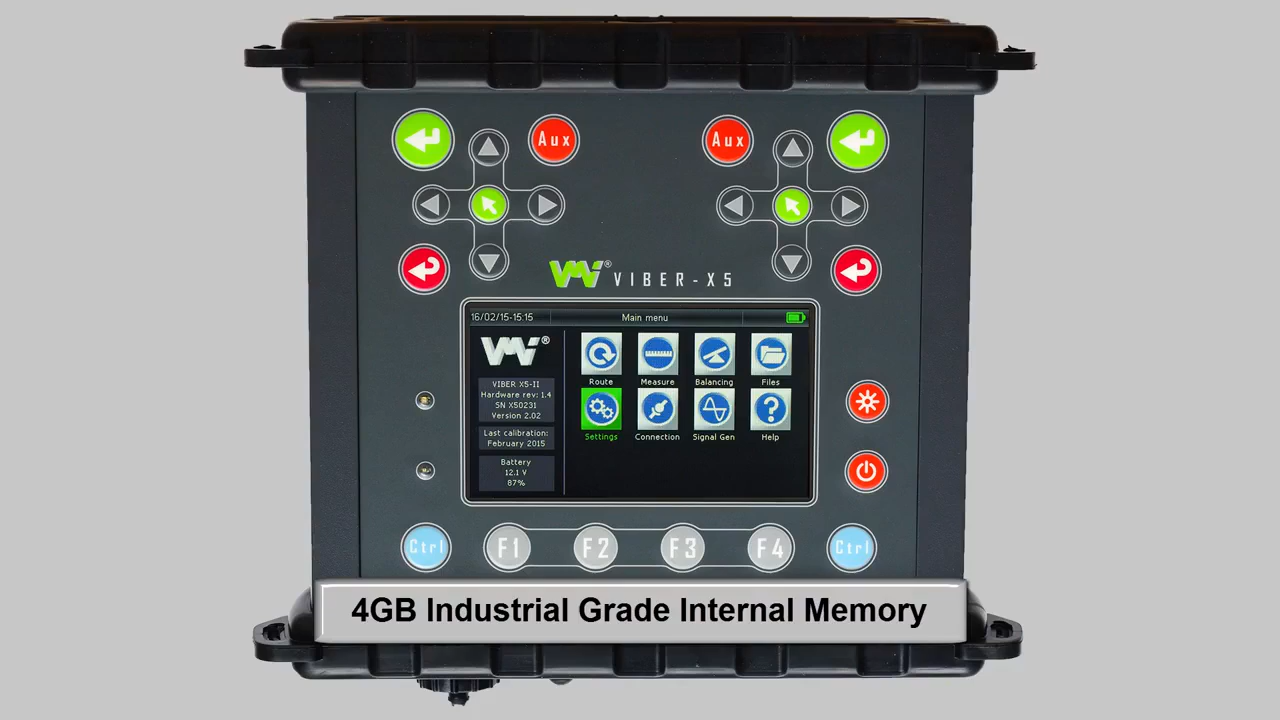 Aux
Aux
VMI® VIBER-X5
16/02/15-15:15
Main menu
VMI®
VIBER X5-II
Hardware rev: 1.4
SN X50231
Version 2.02
Last calibration:
February 2015
Battery
12.1 V
87%
Route
Measure
Balancing
Files
Settings
Connection
Signal Gen
Help
Ctrl
F1
F2
F3
F4
Ctrl
4GB Industrial Grade Internal Memory